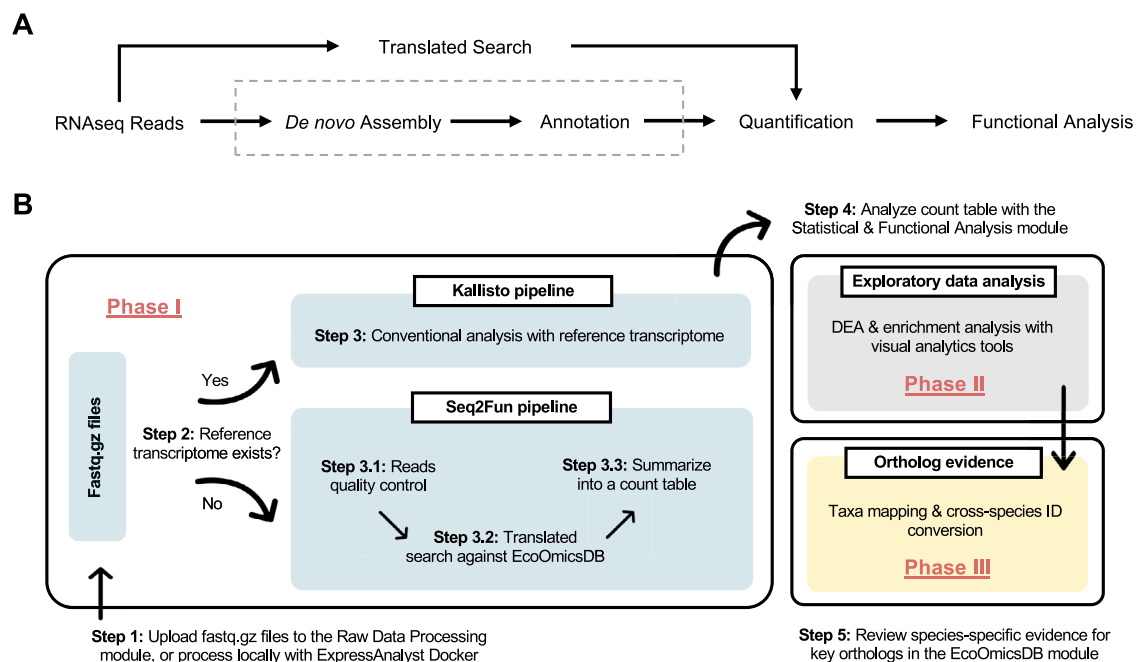 A
Translated Search
RNAseq Reads
De novo Assembly
Annotation
Quantification
Functional Analysis
B
Step 4: Analyze count table with the
Statistical & Functional Analysis module
Phase I
Fastq.gz files
Step 2: Reference
transcriptome exists?
Yes
No
Kallisto pipeline
Step 3: Conventional analysis with reference transcriptome
Seq2Fun pipeline
Step 3.1: Reads
quality control
Step 3.2: Translated
search against EcoOmicsDB
Step 3.3: Summarize
into a count table
Exploratory data analysis
DEA & enrichment analysis with
visual analytics tools
Phase II
Ortholog evidence
Taxa mapping & cross-species ID
conversion
Phase III
Step 1: Upload fastq.gz files to the Raw Data Processing
module, or process locally with ExpressAnalyst Docker
Step 5: Review species-specific evidence for
key orthologs in the EcoOmicsDB module